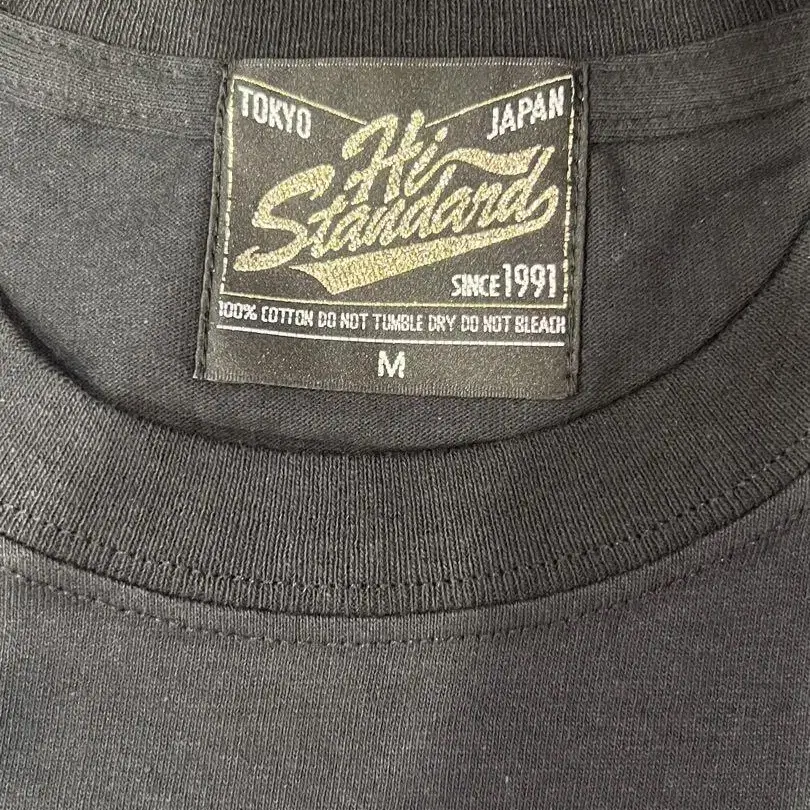 TOKYO JAPAN
Hi-
Standard
SINCE 1991
100% COTTON DO NOT TUMBLE DRY DO NOT BLEACH
M